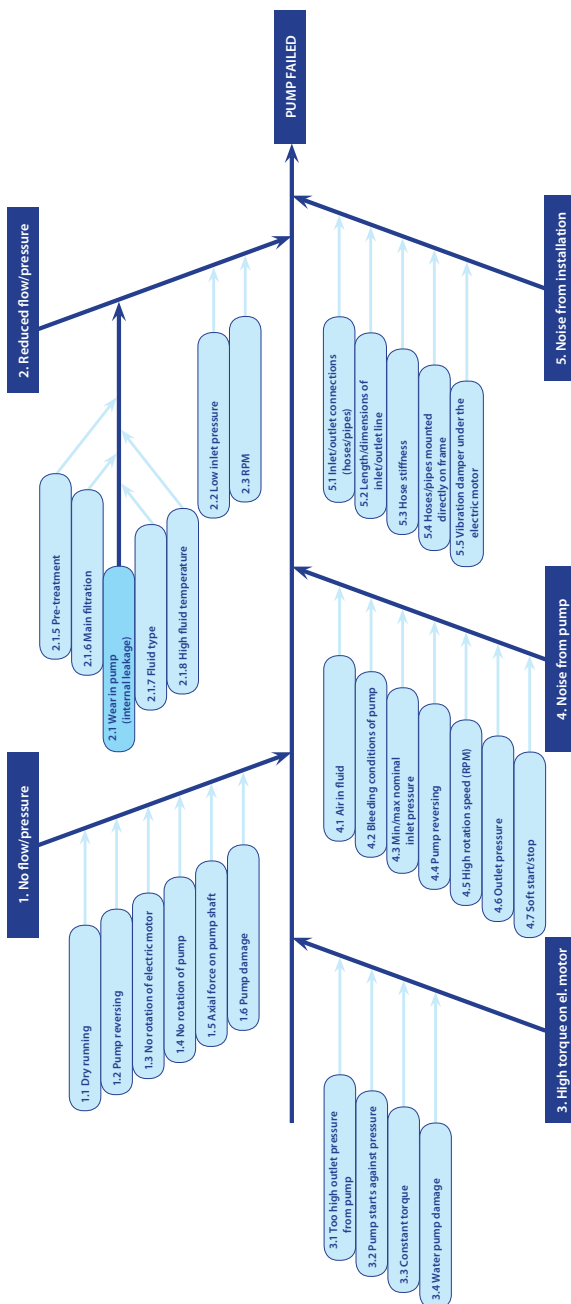 PUMP FAILED
1. No flow/pressure
1.1 Dry running
1.2 Pump reversing
1.3 No rotation of electric motor
1.4 No rotation of pump
1.5 Axial force on pump shaft
1.6 Pump damage
2. Reduced flow/pressure
2.1.5 Pre-treatment
2.1.6 Main filtration
2.1 Wear in pump
(internal leakage)
2.1.7 Fluid type
2.1.8 High fluid temperature
2.2 Low inlet pressure
2.3 RPM
3.1 Too high outlet pressure
from pump
3.2 Pump starts against pressure
3.3 Constant torque
3.4 Water pump damage
3. High torque on el. motor
4.1 Air in fluid
4.2 Bleeding conditions of pump
4.3 Min/max nominal
inlet pressure
4.4 Pump reversing
4.5 High rotation speed (RPM)
4.6 Outlet pressure
4.7 Soft start/stop
4. Noise from pump
5.1 Inlet/outlet connections
(hoses/pipes)
5.2 Length/dimensions of
inlet/outlet line
5.3 Hose stiffness
5.4 Hoses/pipes mounted
directly on frame
5.5 Vibration damper under the
electric motor
5. Noise from installation